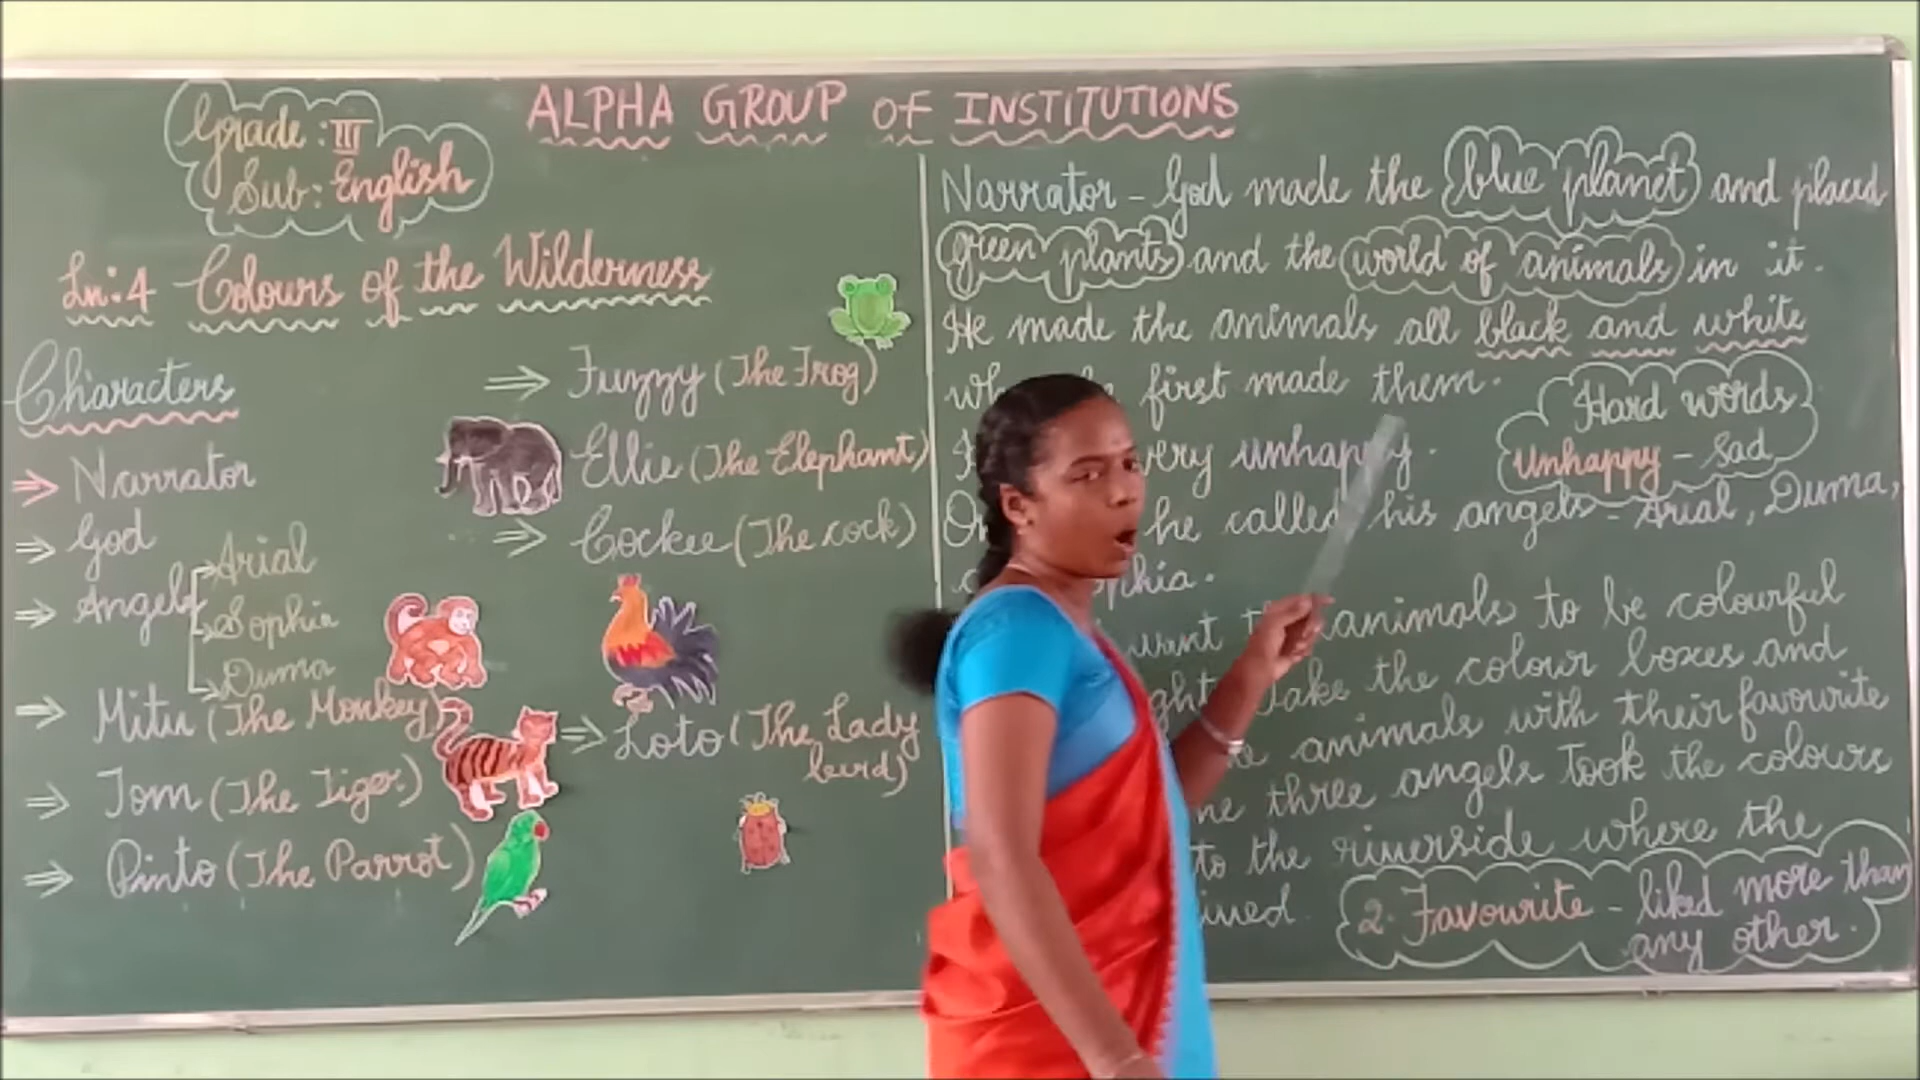 ALPHA GROUP OF INSTITUTIONS
Grade : III
Sub : English
Ln: 4 Colours of the Wilderness
Characters
⇒ Narrator
⇒ God
⇒ Angels
Arial
Sophia
Duma
⇒ Mitu (The Monkey)
⇒ Tom (The Tiger)
⇒ Pinto (The Parrot)
⇒ Fuzzy (The Frog)
Ellie (The Elephant)
⇒ Cockee (The cock)
⇒ Loto (The Lady
bird)
Narrator - God made the blue planet and placed
green plants and the world of animals in it.
He made the animals all black and white
first made them.
very unhappy.
he called his angels - Arial, Duma,
want animals to be colourful
Take the colour boxes and
animals with their favourite
three angels took the colours
to the riverside where the
Hard words
Unhappy - Sad
2. Favourite - liked more than
any other.